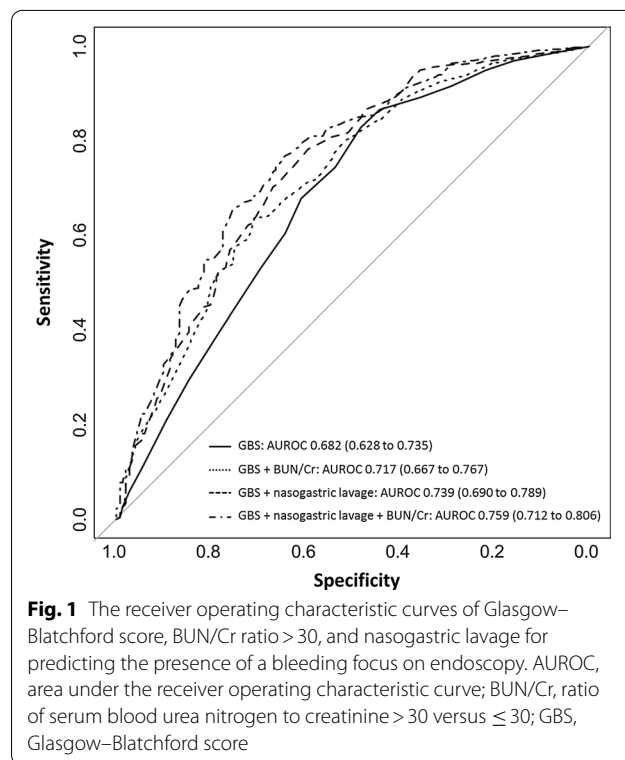 1.0
0.8
0.6
0.4
0.2
0.0
Sensitivity
GBS: AUROC 0.682 (0.628 to 0.735)
GBS + BUN/Cr: AUROC 0.717 (0.667 to 0.767)
GBS + nasogastric lavage: AUROC 0.739 (0.690 to 0.789)
GBS + nasogastric lavage + BUN/Cr: AUROC 0.759 (0.712 to 0.806)
1.0 0.8 0.6 0.4 0.2 0.0
Specificity
Fig. 1 The receiver operating characteristic curves of Glasgow–
Blatchford score, BUN/Cr ratio > 30, and nasogastric lavage for
predicting the presence of a bleeding focus on endoscopy. AUROC,
area under the receiver operating characteristic curve; BUN/Cr, ratio
of serum blood urea nitrogen to creatinine > 30 versus ≤ 30; GBS,
Glasgow–Blatchford score